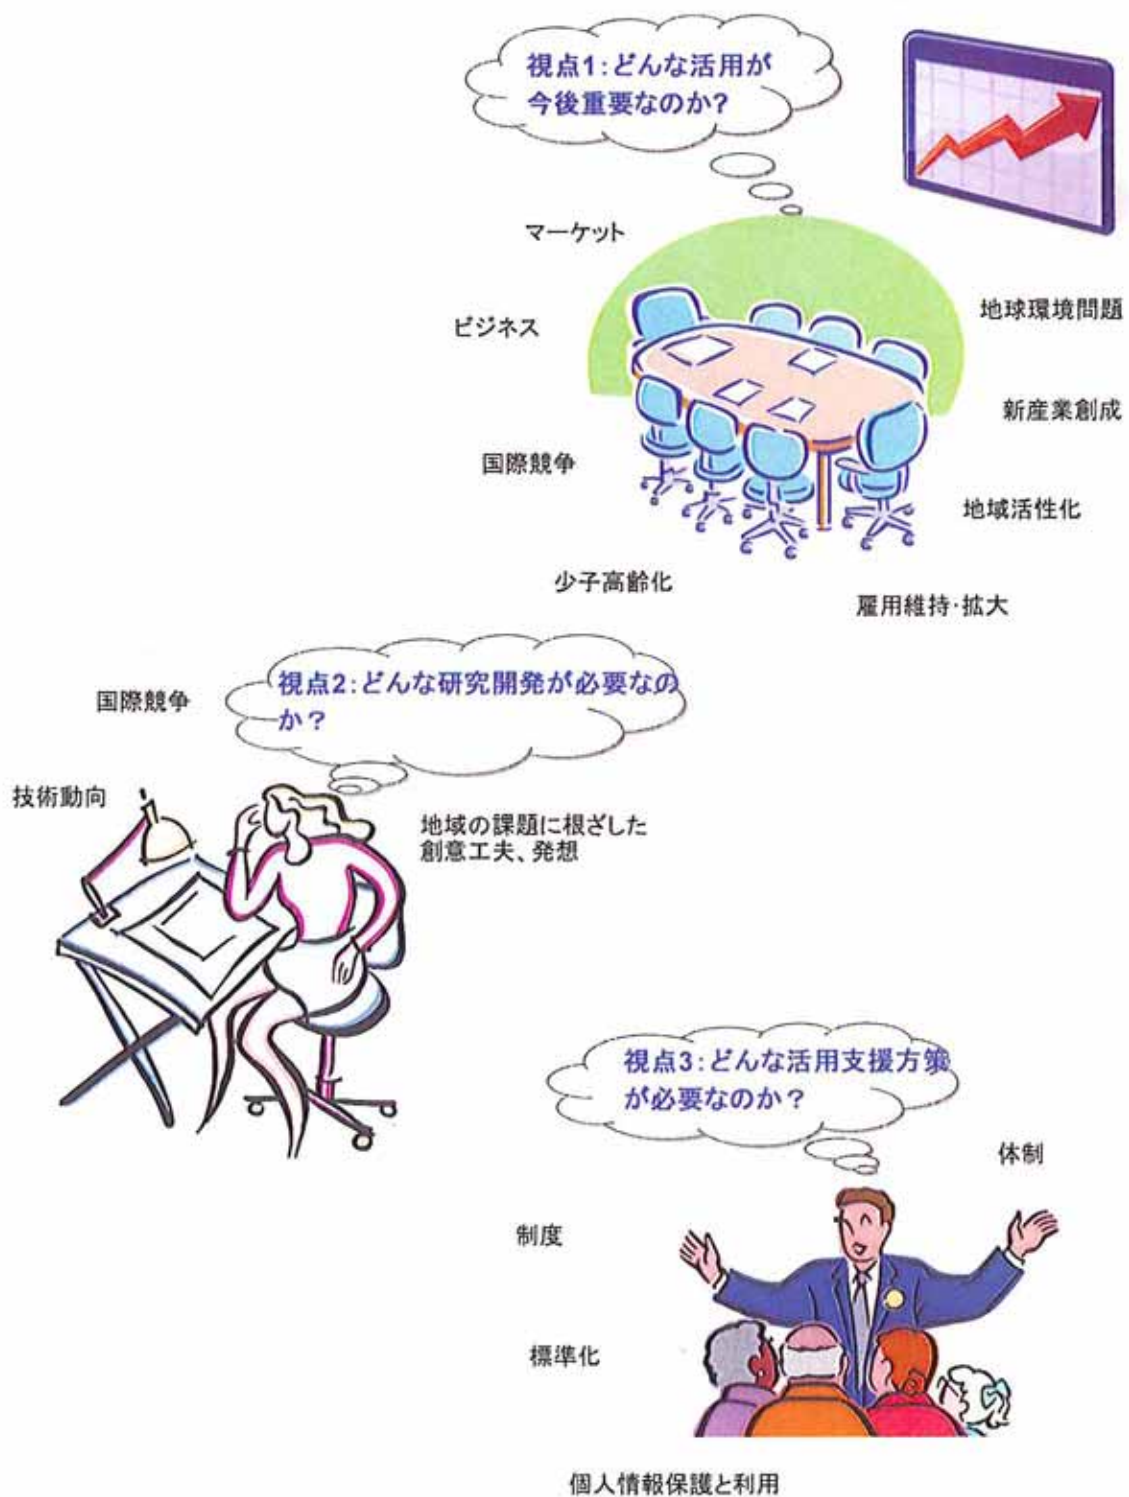 視点1:どんな活用が
今後重要なのか?
マーケット
ビジネス
地球環境問題
新産業創成
国際競争
地域活性化
少子高齢化
雇用維持・拡大
視点2:どんな研究開発が必要なの
か?
国際競争
技術動向
地域の課題に根ざした
創意工夫、発想
視点3:どんな活用支援方策
が必要なのか?
体制
制度
標準化
個人情報保護と利用